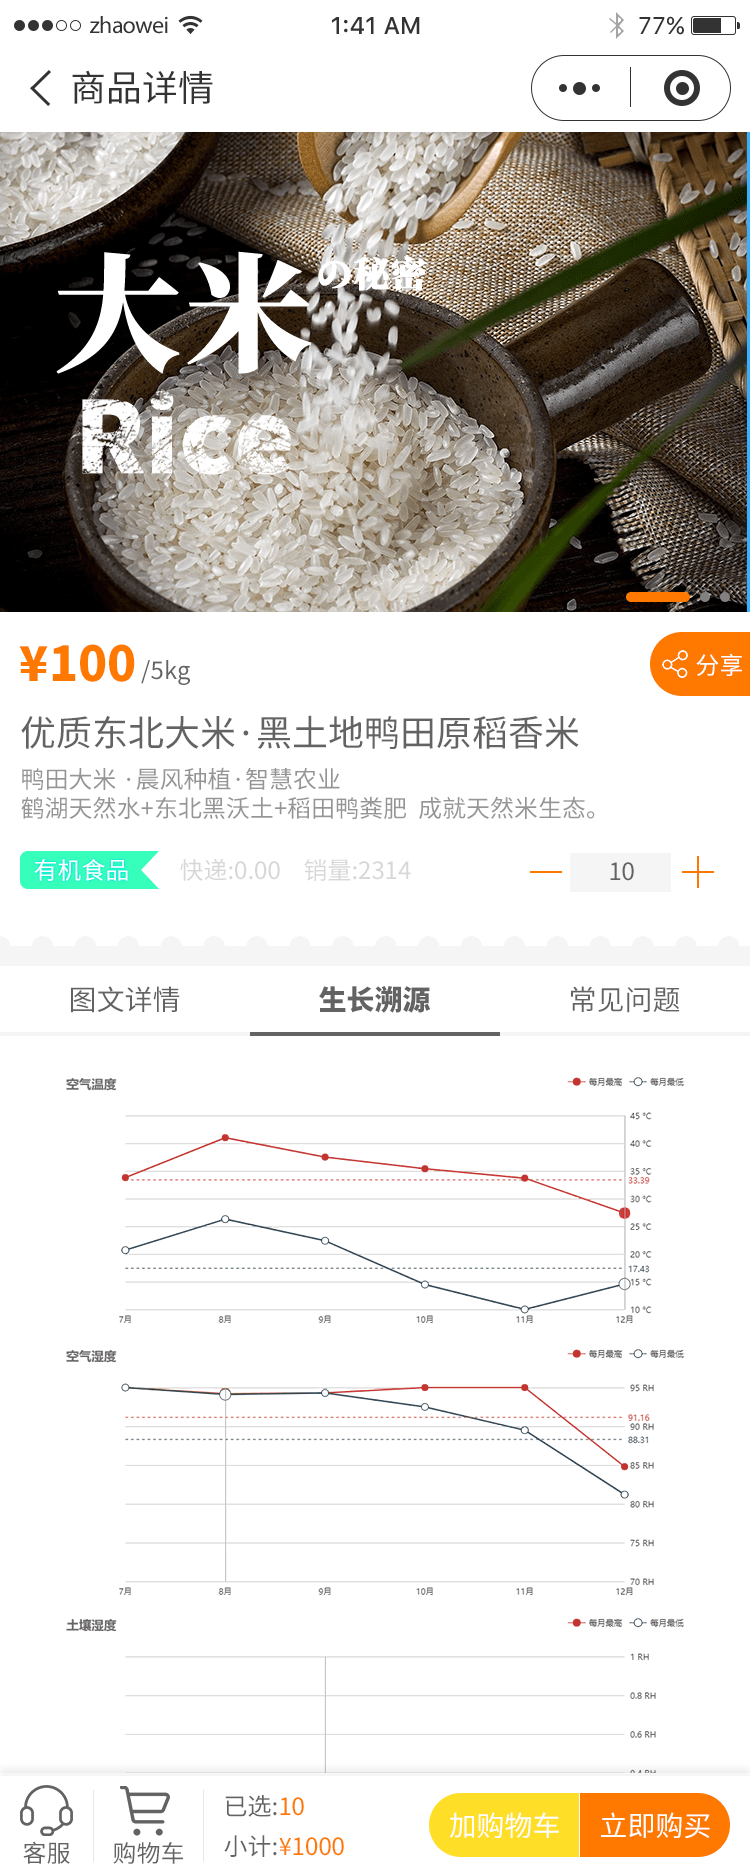 zhaowei 1:41 AM 77%
商品详情
大米の秘密
Rice
¥100 /5kg
分享
优质东北大米·黑土地鸭田原稻香米
鸭田大米 ·晨风种植·智慧农业
鹤湖天然水+东北黑沃土+稻田鸭粪肥 成就天然米生态。
有机食品 快递:0.00 销量:2314 10
图文详情 生长溯源 常见问题
空气温度 每月最高 每月最低
45 °C
40 °C
35 °C
33.39
30 °C
25 °C
20 °C
17.43
15 °C
10 °C
7月 8月 9月 10月 11月 12月
空气湿度 每月最高 每月最低
95 RH
91.16
90 RH
88.31
85 RH
80 RH
75 RH
70 RH
7月 8月 9月 10月 11月 12月
土壤湿度 每月最高 每月最低
1 RH
0.8 RH
0.6 RH
0.4 RH
客服 购物车
已选:10
小计:¥1000
加购物车 立即购买